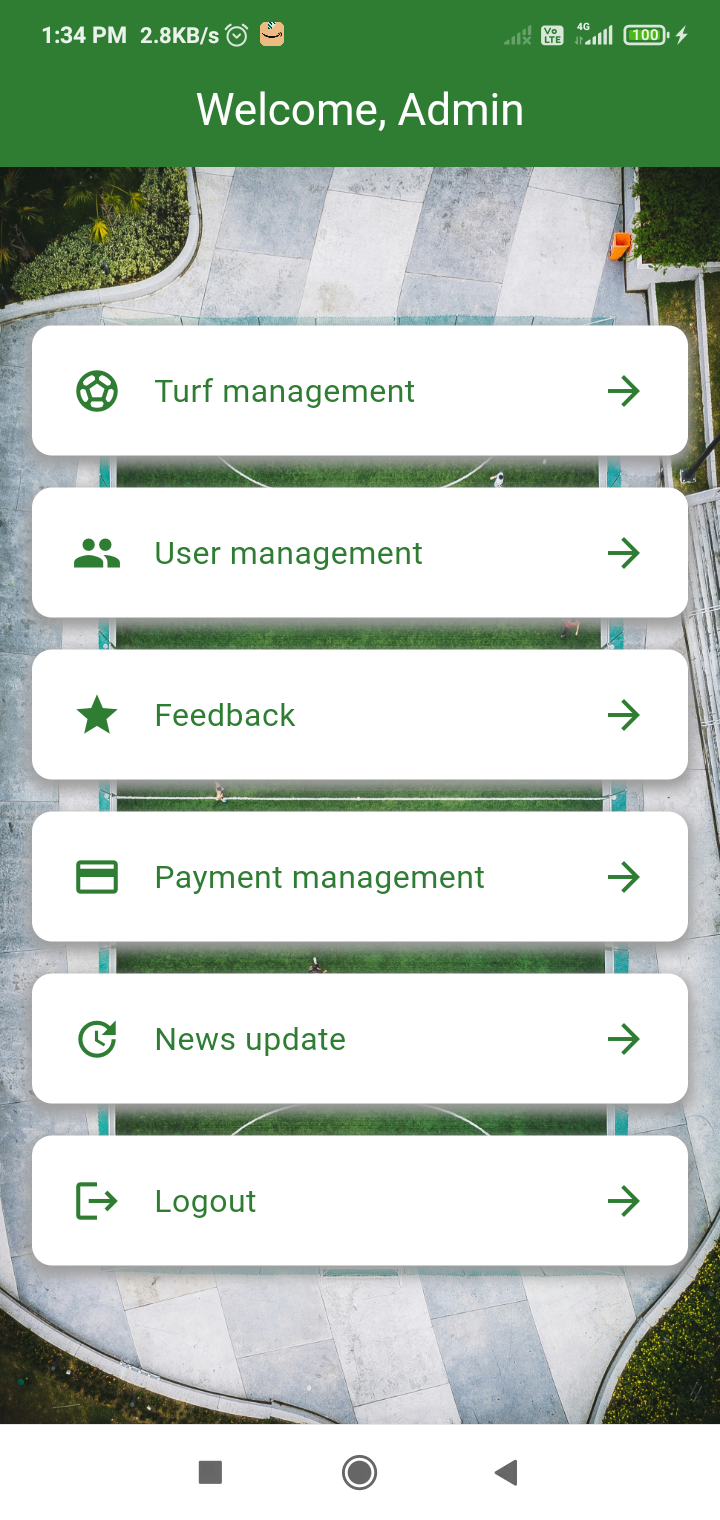 1:34 PM 2.8KB/s Vo LTE 4G 100
Welcome, Admin
Turf management
User management
Feedback
Payment management
News update
Logout